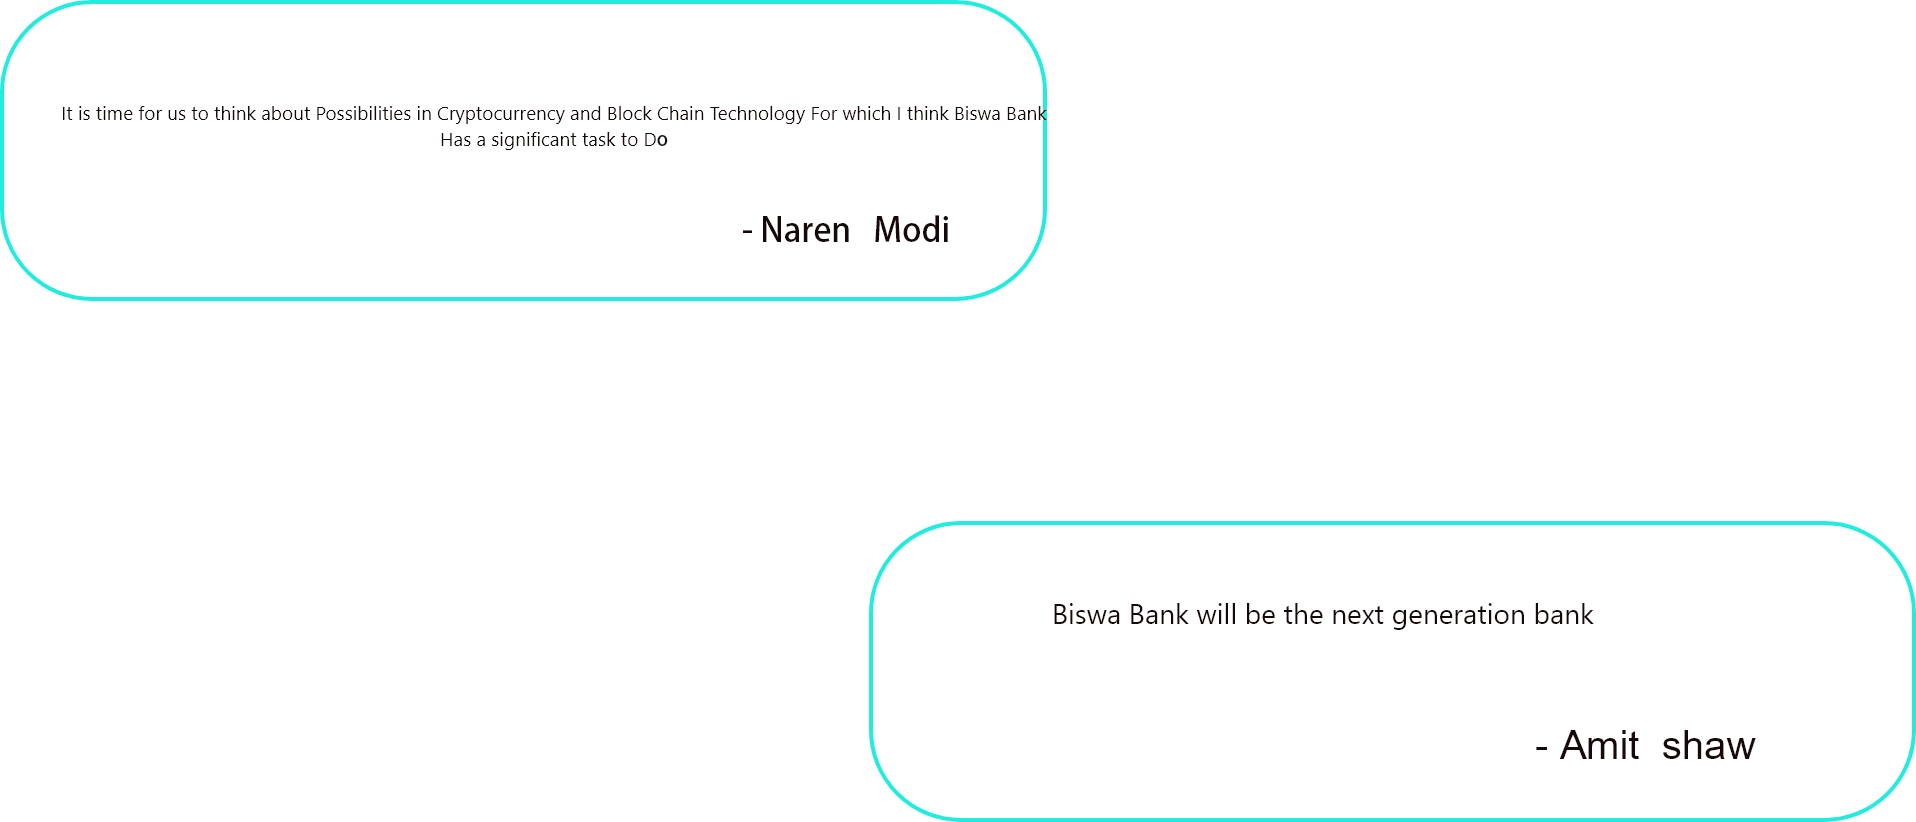 It is time for us to think about Possibilities in Cryptocurrency and Block Chain Technology For which I think Biswa Bank
Has a significant task to Do
- Naren Modi
Biswa Bank will be the next generation bank
- Amit shaw